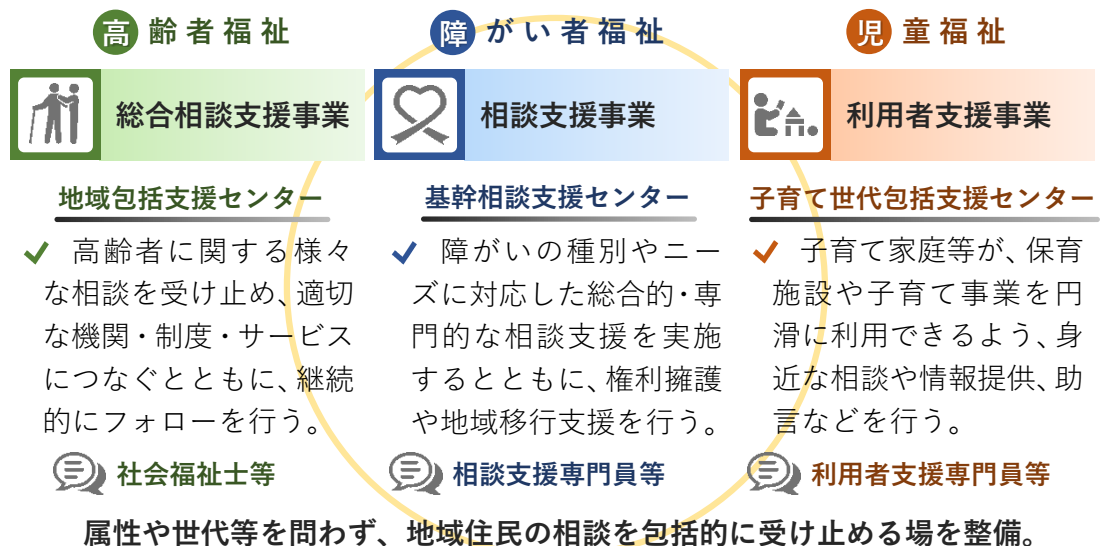 高齢者福祉
総合相談支援事業
地域包括支援センター
高齢者に関する様々
な相談を受け止め、適切
な機関・制度・サービス
につなぐとともに、継続
的にフォローを行う。
社会福祉士等
障がい者福祉
相談支援事業
基幹相談支援センター
障がいの種別やニー
ズに対応した総合的・専
門的な相談支援を実施
するとともに、権利擁護
や地域移行支援を行う。
相談支援専門員等
児童福祉
利用者支援事業
子育て世代包括支援センター
子育て家庭等が、保育
施設や子育て事業を円
滑に利用できるよう、身
近な相談や情報提供、助
言などを行う。
利用者支援専門員等
属性や世代等を問わず、地域住民の相談を包括的に受け止める場を整備。